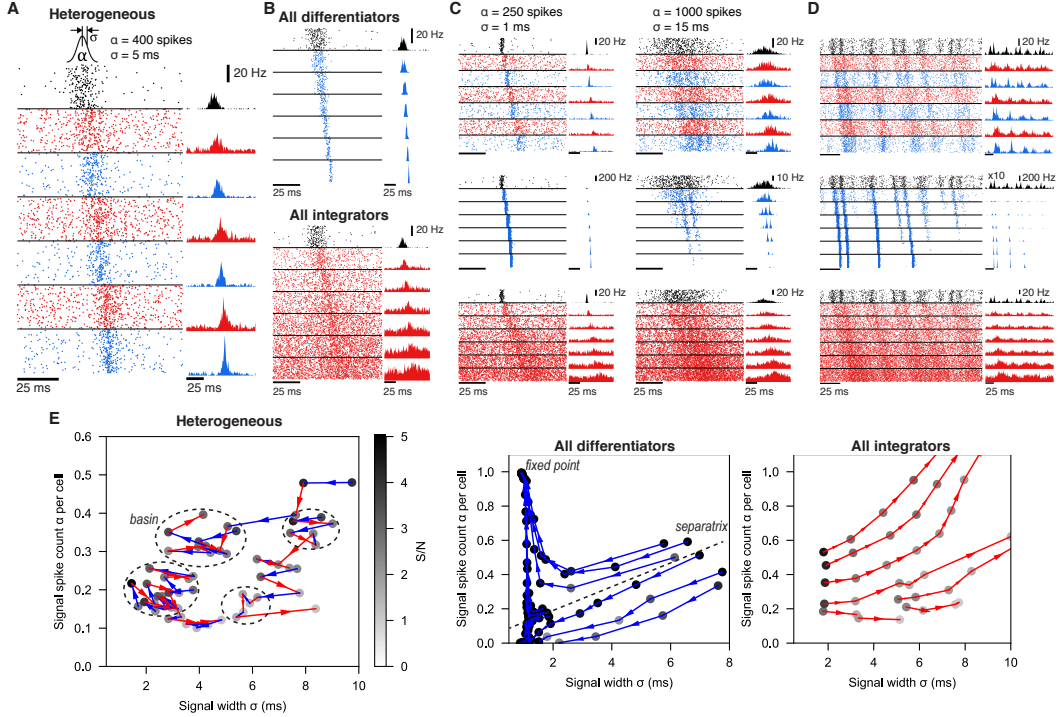 A
Heterogeneous
σ
α
α = 400 spikes
σ = 5 ms
20 Hz
25 ms
B
All differentiators
20 Hz
25 ms
All integrators
20 Hz
25 ms
C
α = 250 spikes
σ = 1 ms
20 Hz
α = 1000 spikes
σ = 15 ms
20 Hz
25 ms
200 Hz
10 Hz
20 Hz
20 Hz
25 ms
25 ms
D
20 Hz
25 ms
x10
200 Hz
20 Hz
25 ms
E
Heterogeneous
Signal spike count α per cell
0.6
0.5
0.4
0.3
0.2
0.1
0.0
basin
2
4
6
8
10
Signal width σ (ms)
5
4
3
2
1
0
S/N
All differentiators
Signal spike count α per cell
1.0
0.8
0.6
0.4
0.2
0.0
fixed point
separatrix
0
2
4
6
8
Signal width σ (ms)
All integrators
Signal spike count α per cell
1.0
0.8
0.6
0.4
0.2
0.0
0
2
4
6
8
10
Signal width σ (ms)